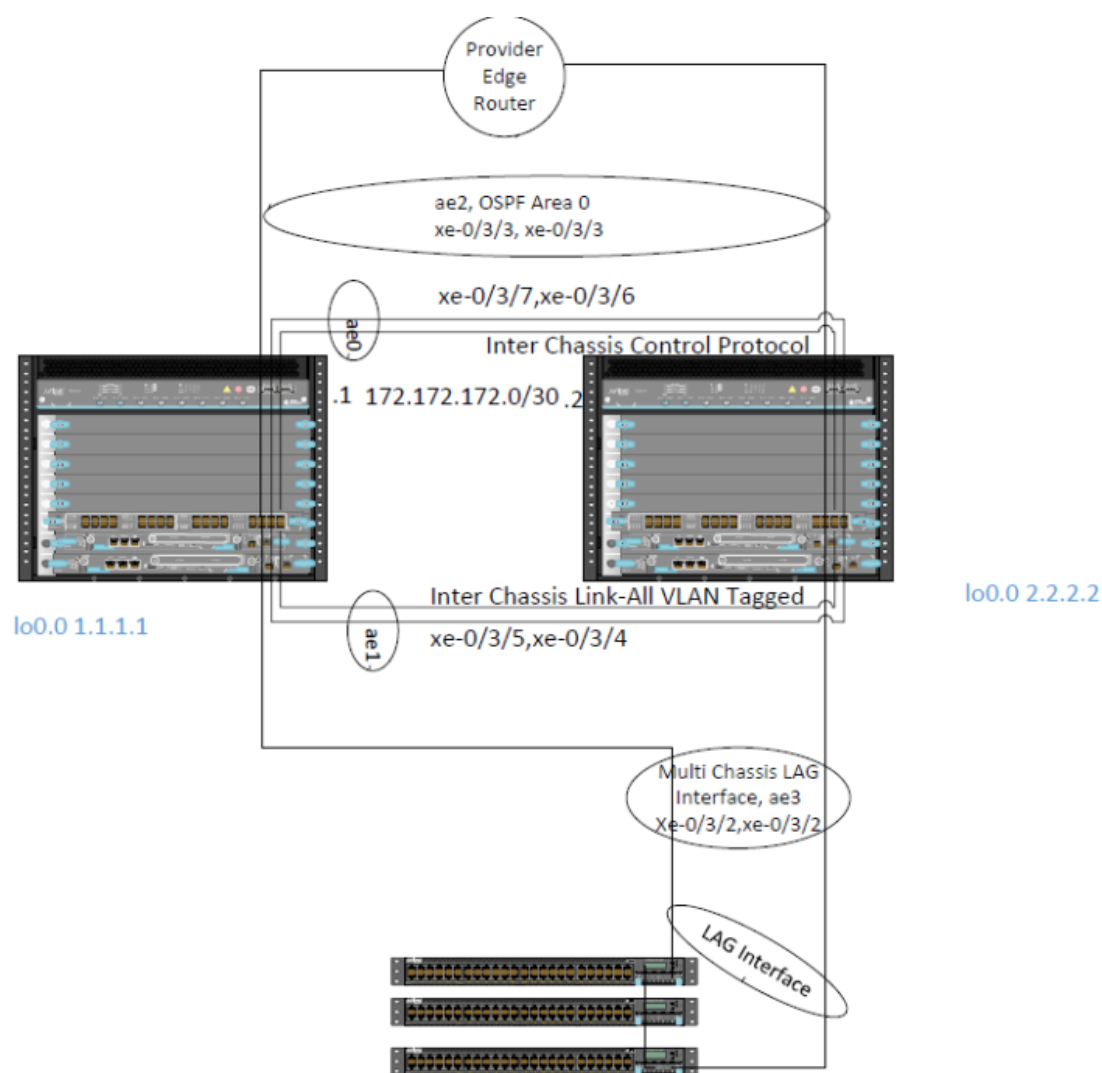 Provider
Edge
Router
ae2, OSPF Area 0
xe-0/3/3, xe-0/3/3
xe-0/3/7,xe-0/3/6
ae0
Inter Chassis Control Protocol
.1 172.172.172.0/30 .2
Inter Chassis Link-All VLAN Tagged
lo0.0 2.2.2.2
lo0.0 1.1.1.1
ae1
xe-0/3/5,xe-0/3/4
Multi Chassis LAG
Interface, ae3
Xe-0/3/2,xe-0/3/2
LAG Interface